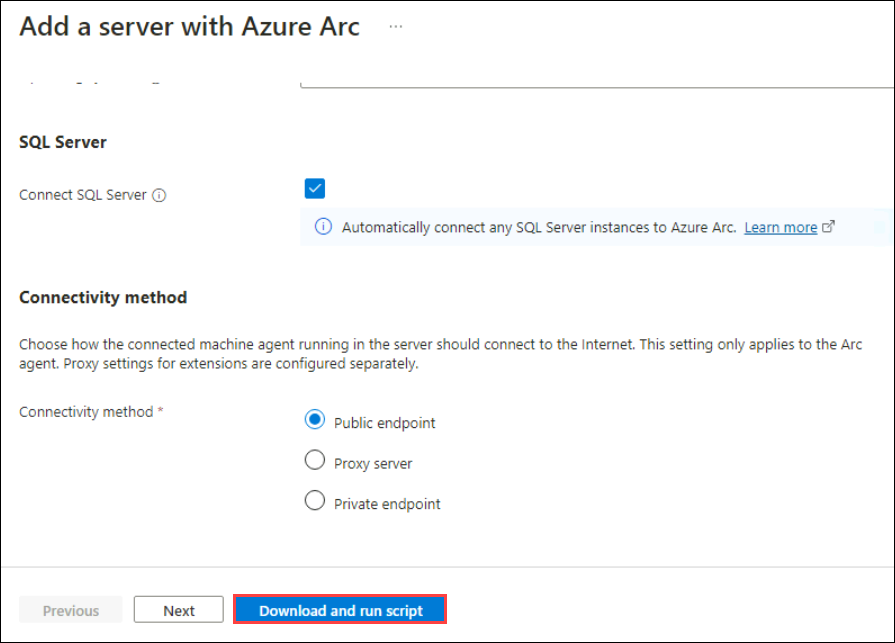 Add a server with Azure Arc ...
SQL Server
Connect SQL Server
Automatically connect any SQL Server instances to Azure Arc. Learn more
Connectivity method
Choose how the connected machine agent running in the server should connect to the Internet. This setting only applies to the Arc
agent. Proxy settings for extensions are configured separately.
Connectivity method *
Public endpoint
Proxy server
Private endpoint
Previous Next Download and run script